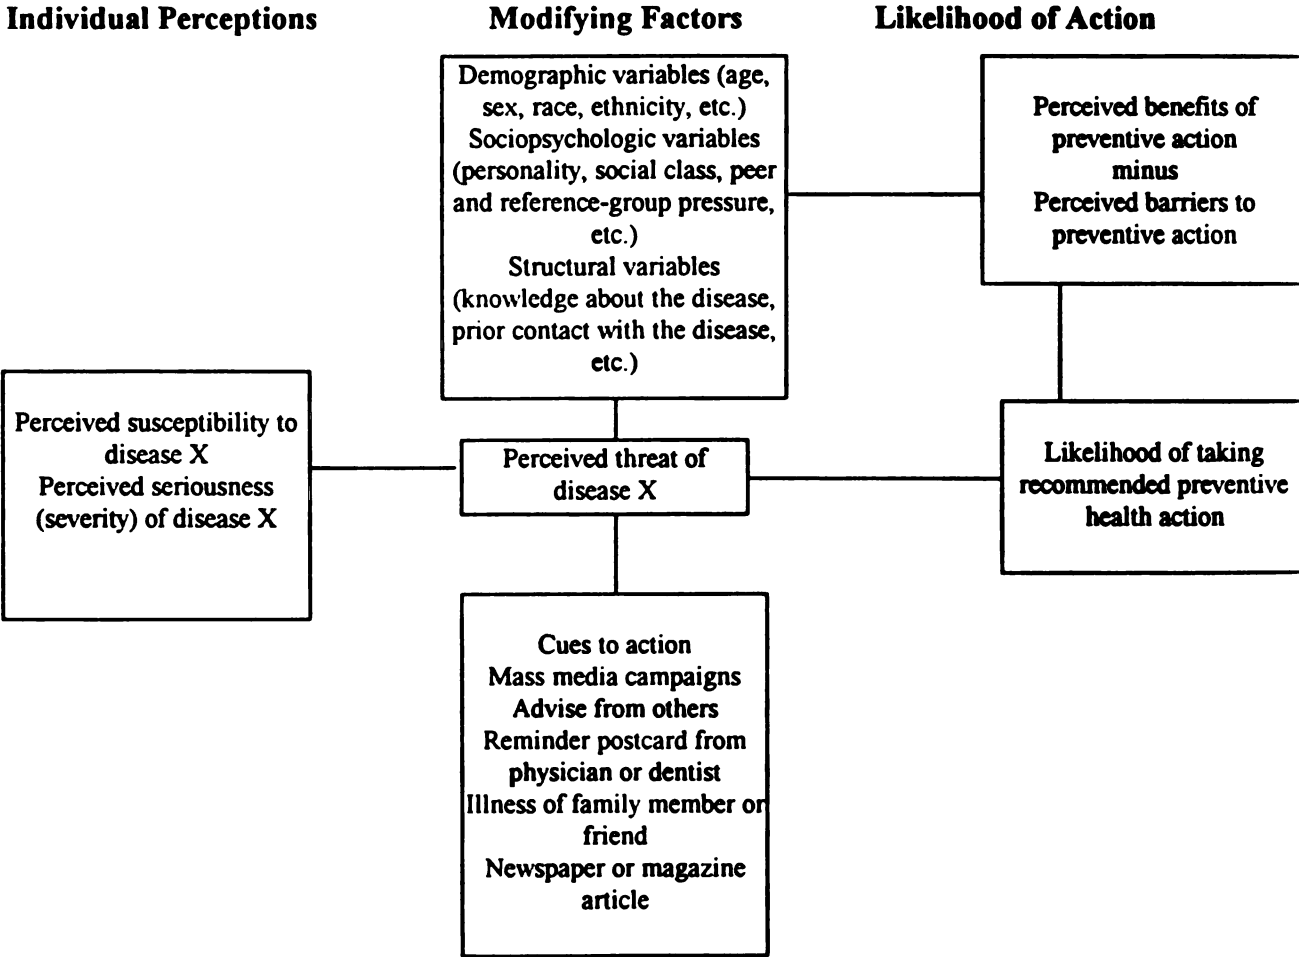 Individual Perceptions
Modifying Factors
Likelihood of Action
Demographic variables (age,
sex, race, ethnicity, etc.)
Sociopsychologic variables
(personality, social class, peer
and reference-group pressure,
etc.)
Structural variables
(knowledge about the disease,
prior contact with the disease,
etc.)
Perceived benefits of
preventive action
minus
Perceived barriers to
preventive action
Perceived susceptibility to
disease X
Perceived seriousness
(severity) of disease X
Perceived threat of
disease X
Likelihood of taking
recommended preventive
health action
Cues to action
Mass media campaigns
Advise from others
Reminder postcard from
physician or dentist
Illness of family member or
friend
Newspaper or magazine
article